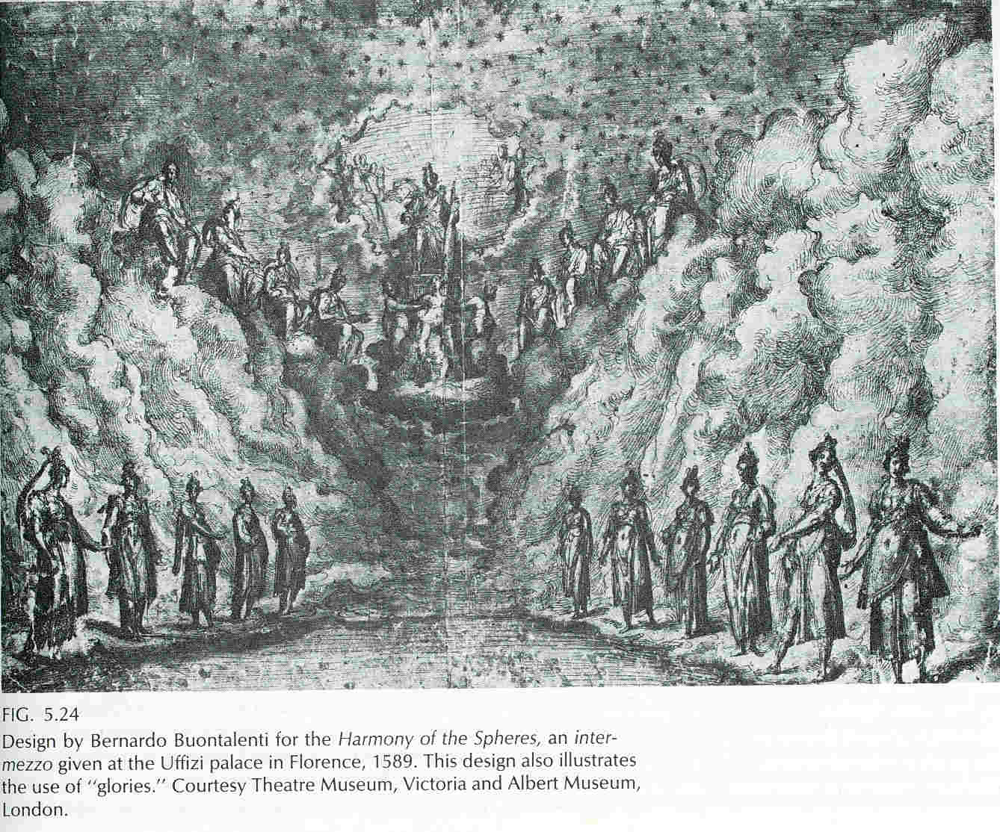 FIG. 5.24
Design by Bernardo Buontalenti for the Harmony of the Spheres, an inter-
mezzo given at the Uffizi palace in Florence, 1589. This design also illustrates
the use of “glories.” Courtesy Theatre Museum, Victoria and Albert Museum,
London.